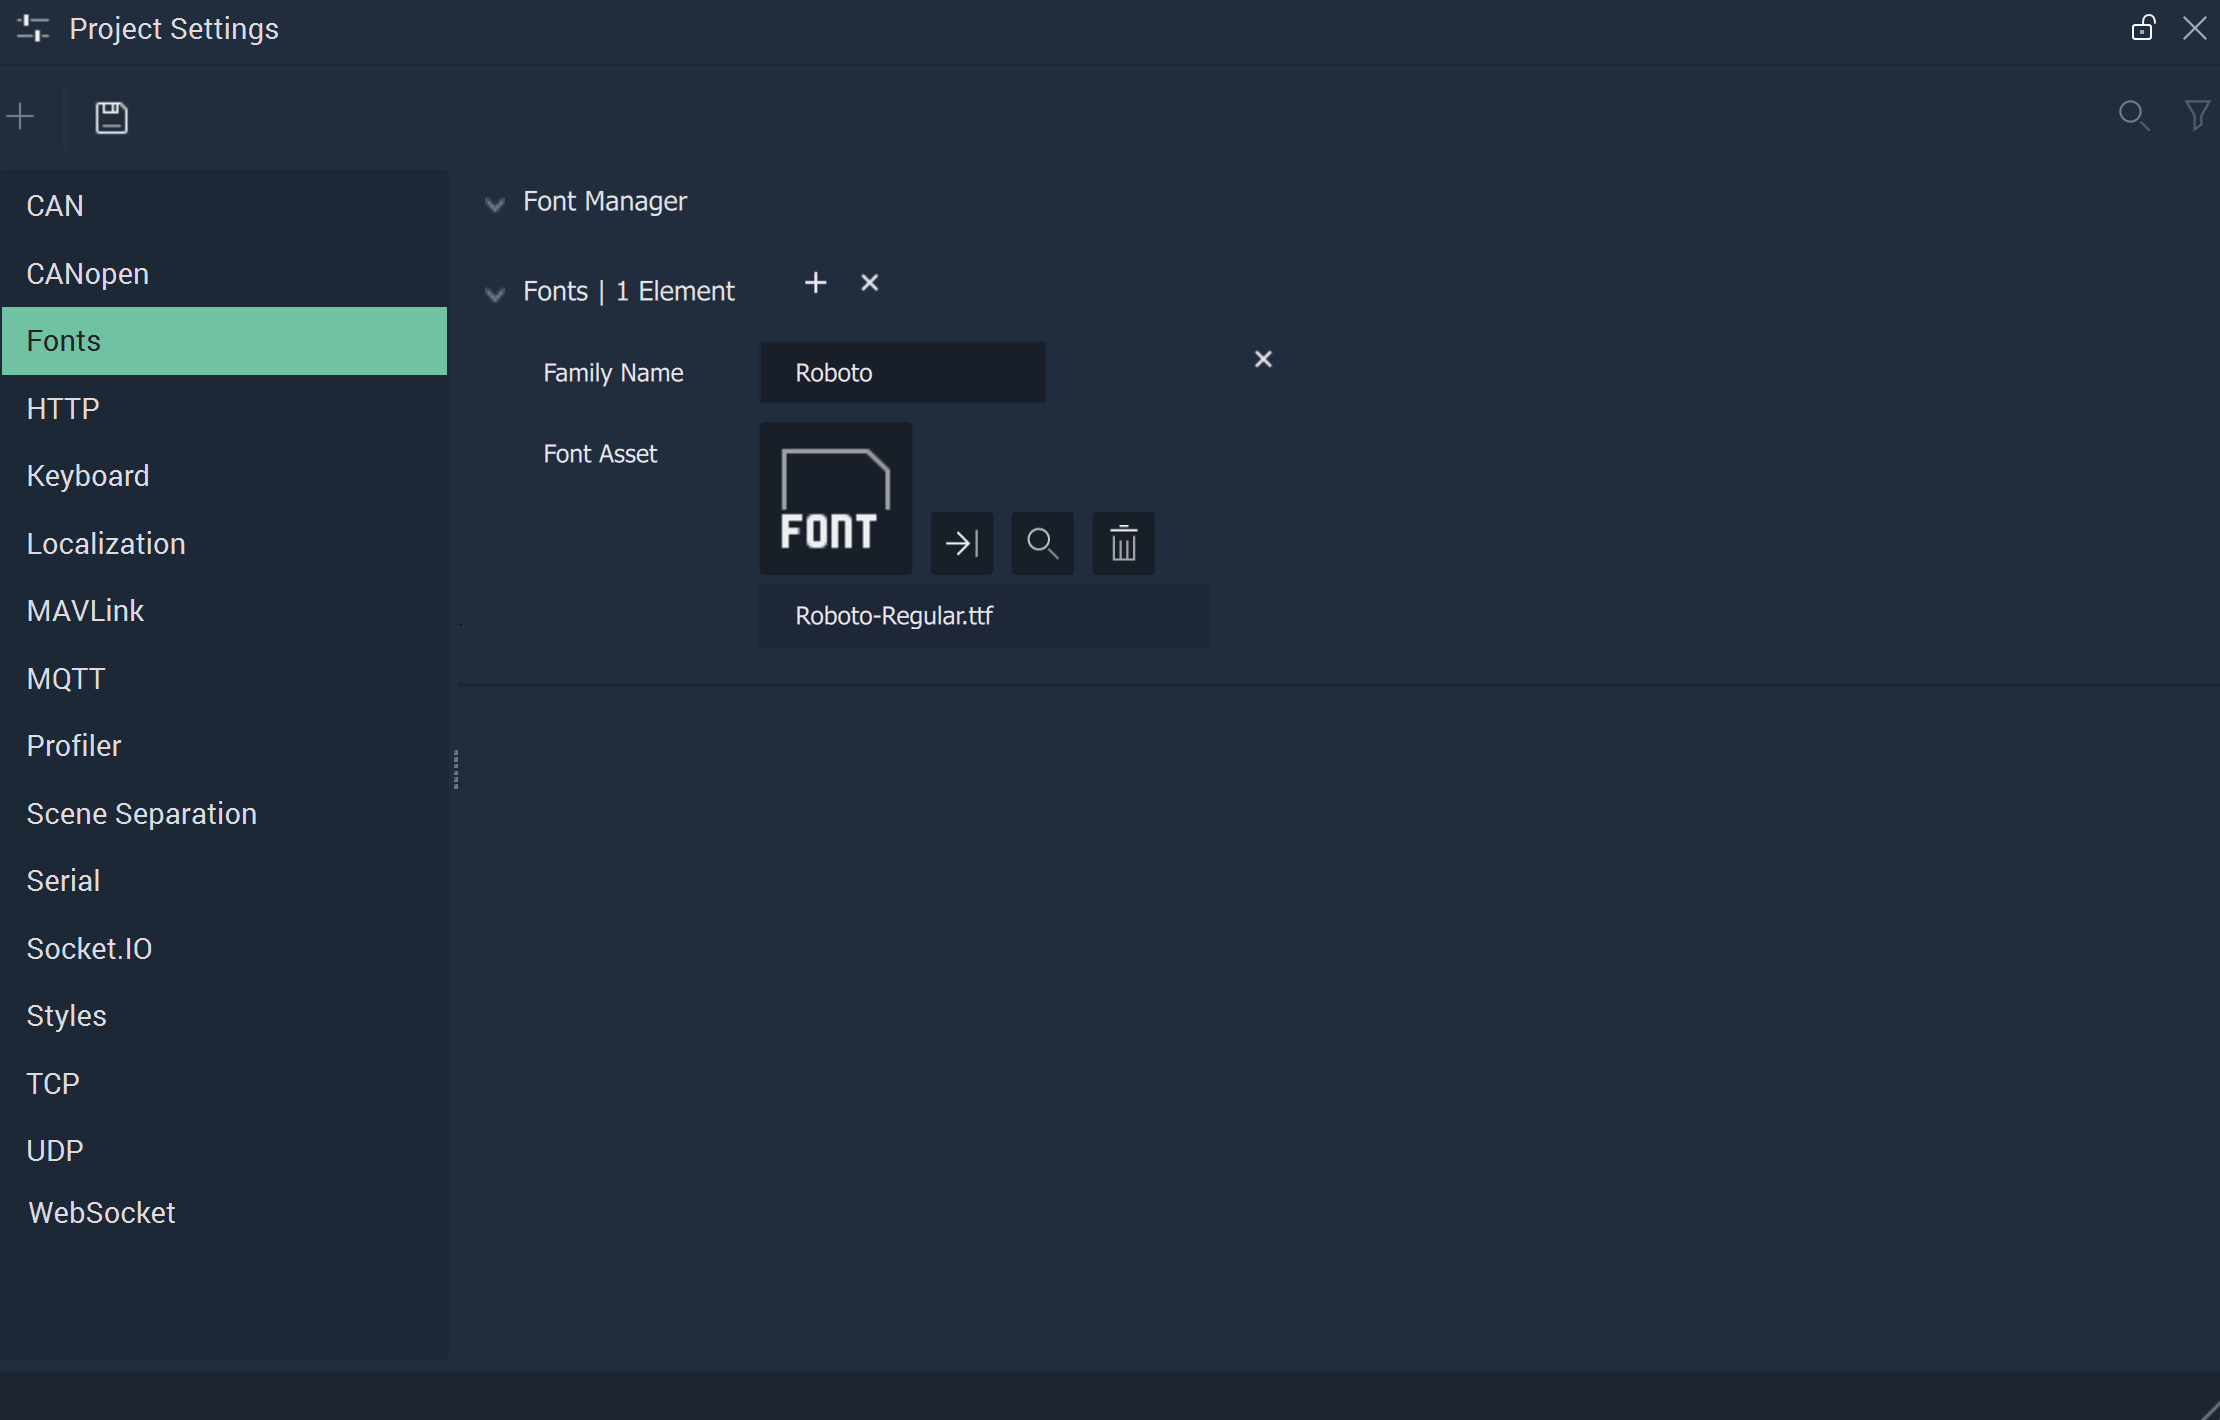 Project Settings
CAN
CANopen
Fonts
HTTP
Keyboard
Localization
MAVLink
MQTT
Profiler
Scene Separation
Serial
Socket.IO
Styles
TCP
UDP
WebSocket
Font Manager
Fonts | 1 Element
Family Name
Roboto
Font Asset
FONT
Roboto-Regular.ttf